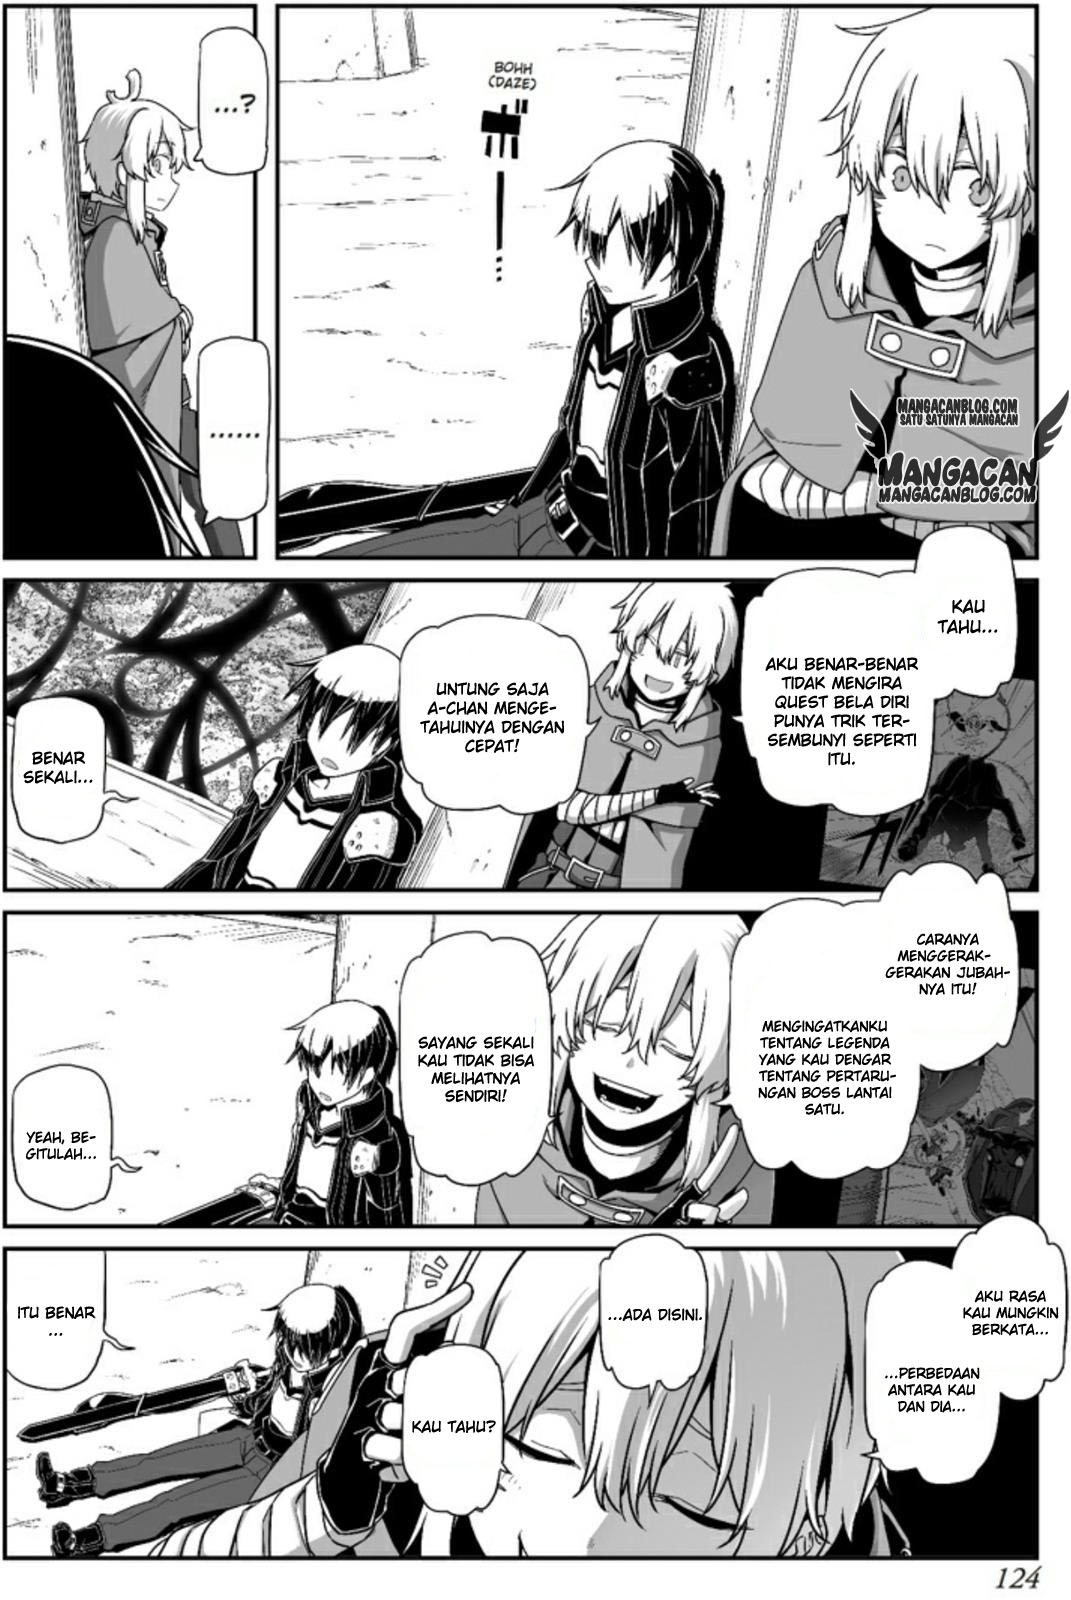 BOHH
(DAZE)
...?
......
MANGACANBLOG.COM
SATU SATUNYA MANGACAN
MANGACAN
MANGACANBLOG.COM
KAU
TAHU...
AKU BENAR-BENAR
TIDAK MENGIRA
QUEST BELA DIRI
PUNYA TRIK TER-
SEMBUNYI SEPERTI
ITU.
UNTUNG SAJA
A-CHAN MENGE-
TAHUINYA DENGAN
CEPAT!
BENAR
SEKALI...
CARANYA
MENGGERAK-
GERAKAN JUBAH-
NYA ITU!
MENGINGATKANKU
TENTANG LEGENDA
YANG KAU DENGAR
TENTANG PERTARU-
NGAN BOSS LANTAI
SATU.
SAYANG SEKALI
KAU TIDAK BISA
MELIHATNYA
SENDIRI!
YEAH, BE-
GITULAH...
AKU RASA
KAU MUNGKIN
BERKATA...
...PERBEDAAN
ANTARA KAU
DAN DIA...
...ADA DISINI.
KAU TAHU?
ITU BENAR
...
124